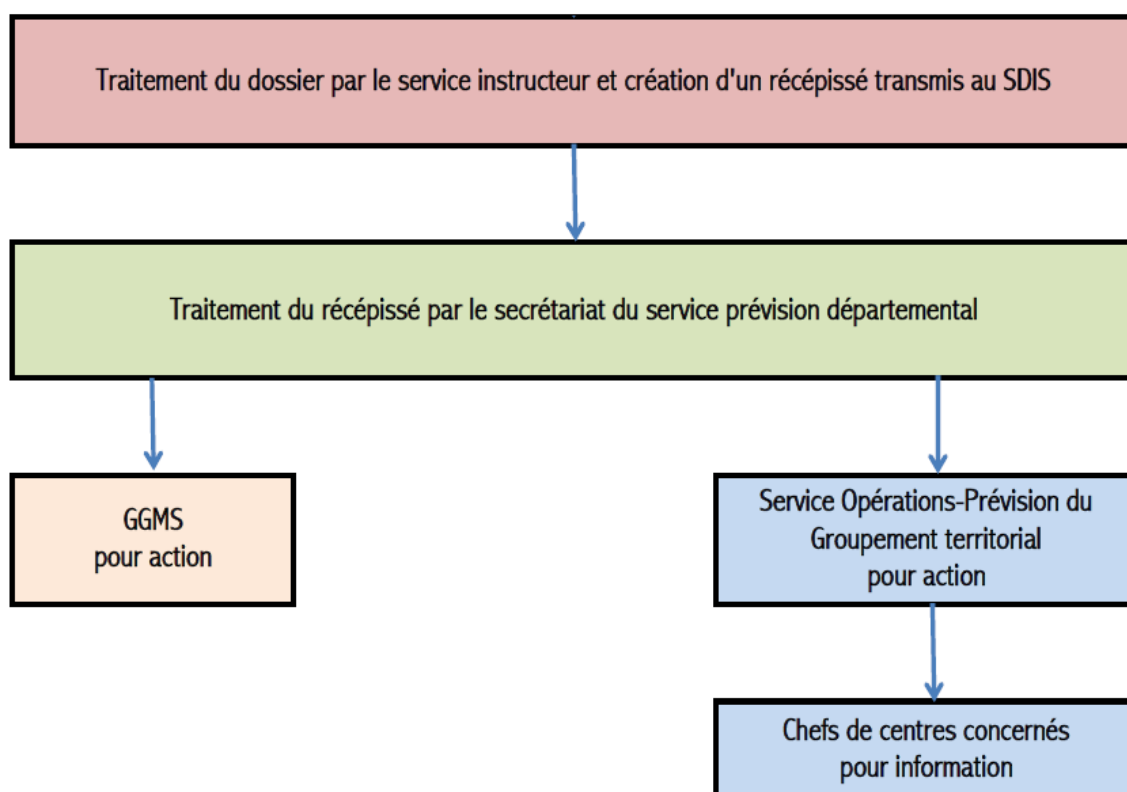 Traitement du dossier par le service instructeur et création d'un récépissé transmis au SDIS
Traitement du récépissé par le secrétariat du service prévision départemental
GGMS
pour action
Service Opérations-Prévision du
Groupement territorial
pour action
Chefs de centres concernés
pour information